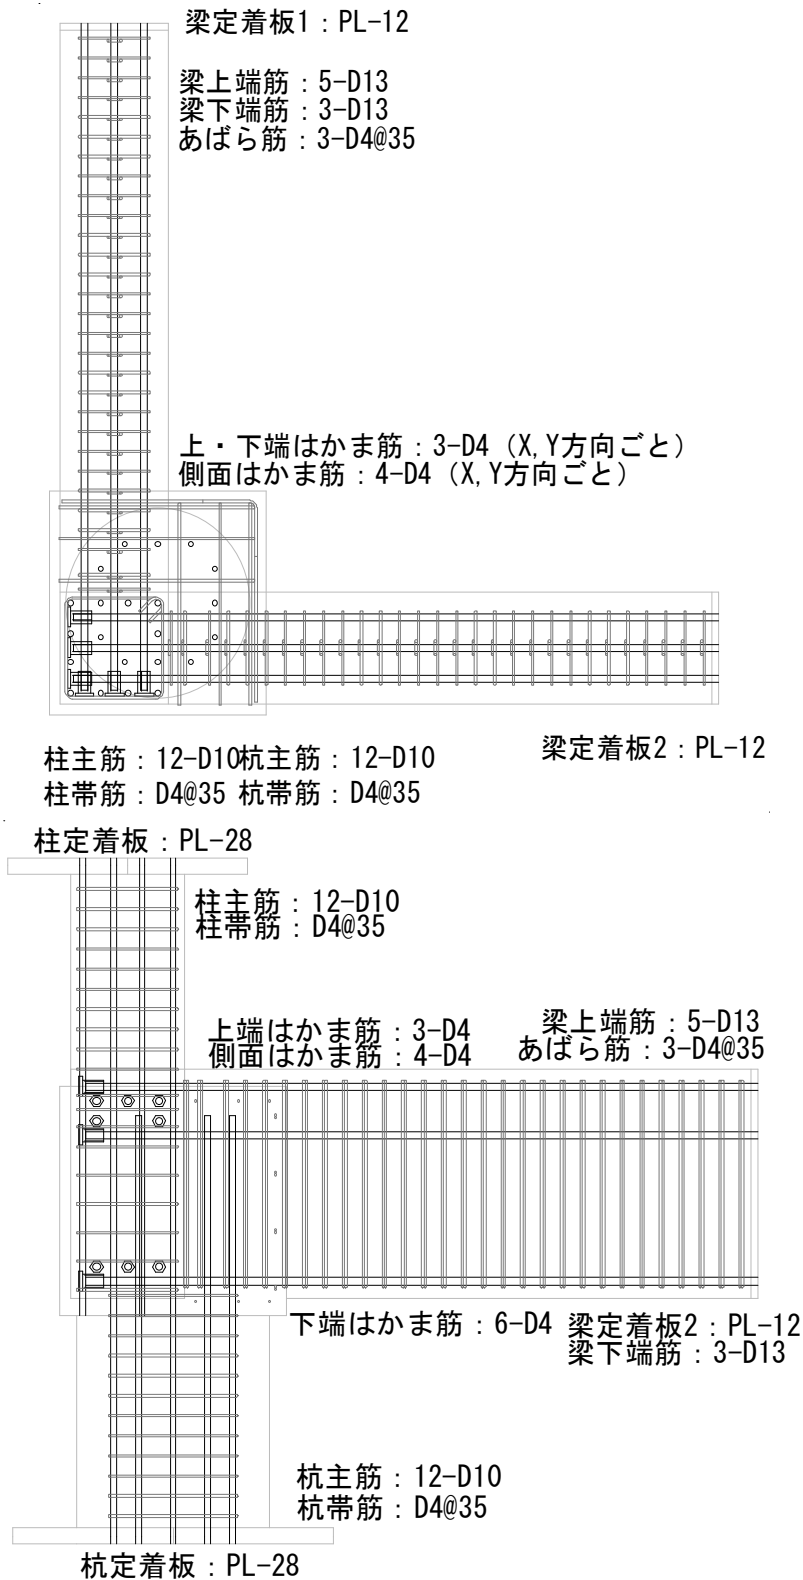 梁定着板1：PL-12
梁上端筋：5-D13
梁下端筋：3-D13
あばら筋：3-D4@35
上・下端はかま筋：3-D4（X,Y方向ごと）
側面はかま筋：4-D4（X,Y方向ごと）
柱主筋：12-D10杭主筋：12-D10
柱帯筋：D4@35 杭帯筋：D4@35
梁定着板2：PL-12
柱定着板：PL-28
柱主筋：12-D10
柱帯筋：D4@35
上端はかま筋：3-D4
側面はかま筋：4-D4
梁上端筋：5-D13
あばら筋：3-D4@35
下端はかま筋：6-D4
梁定着板2：PL-12
梁下端筋：3-D13
杭主筋：12-D10
杭帯筋：D4@35
杭定着板：PL-28